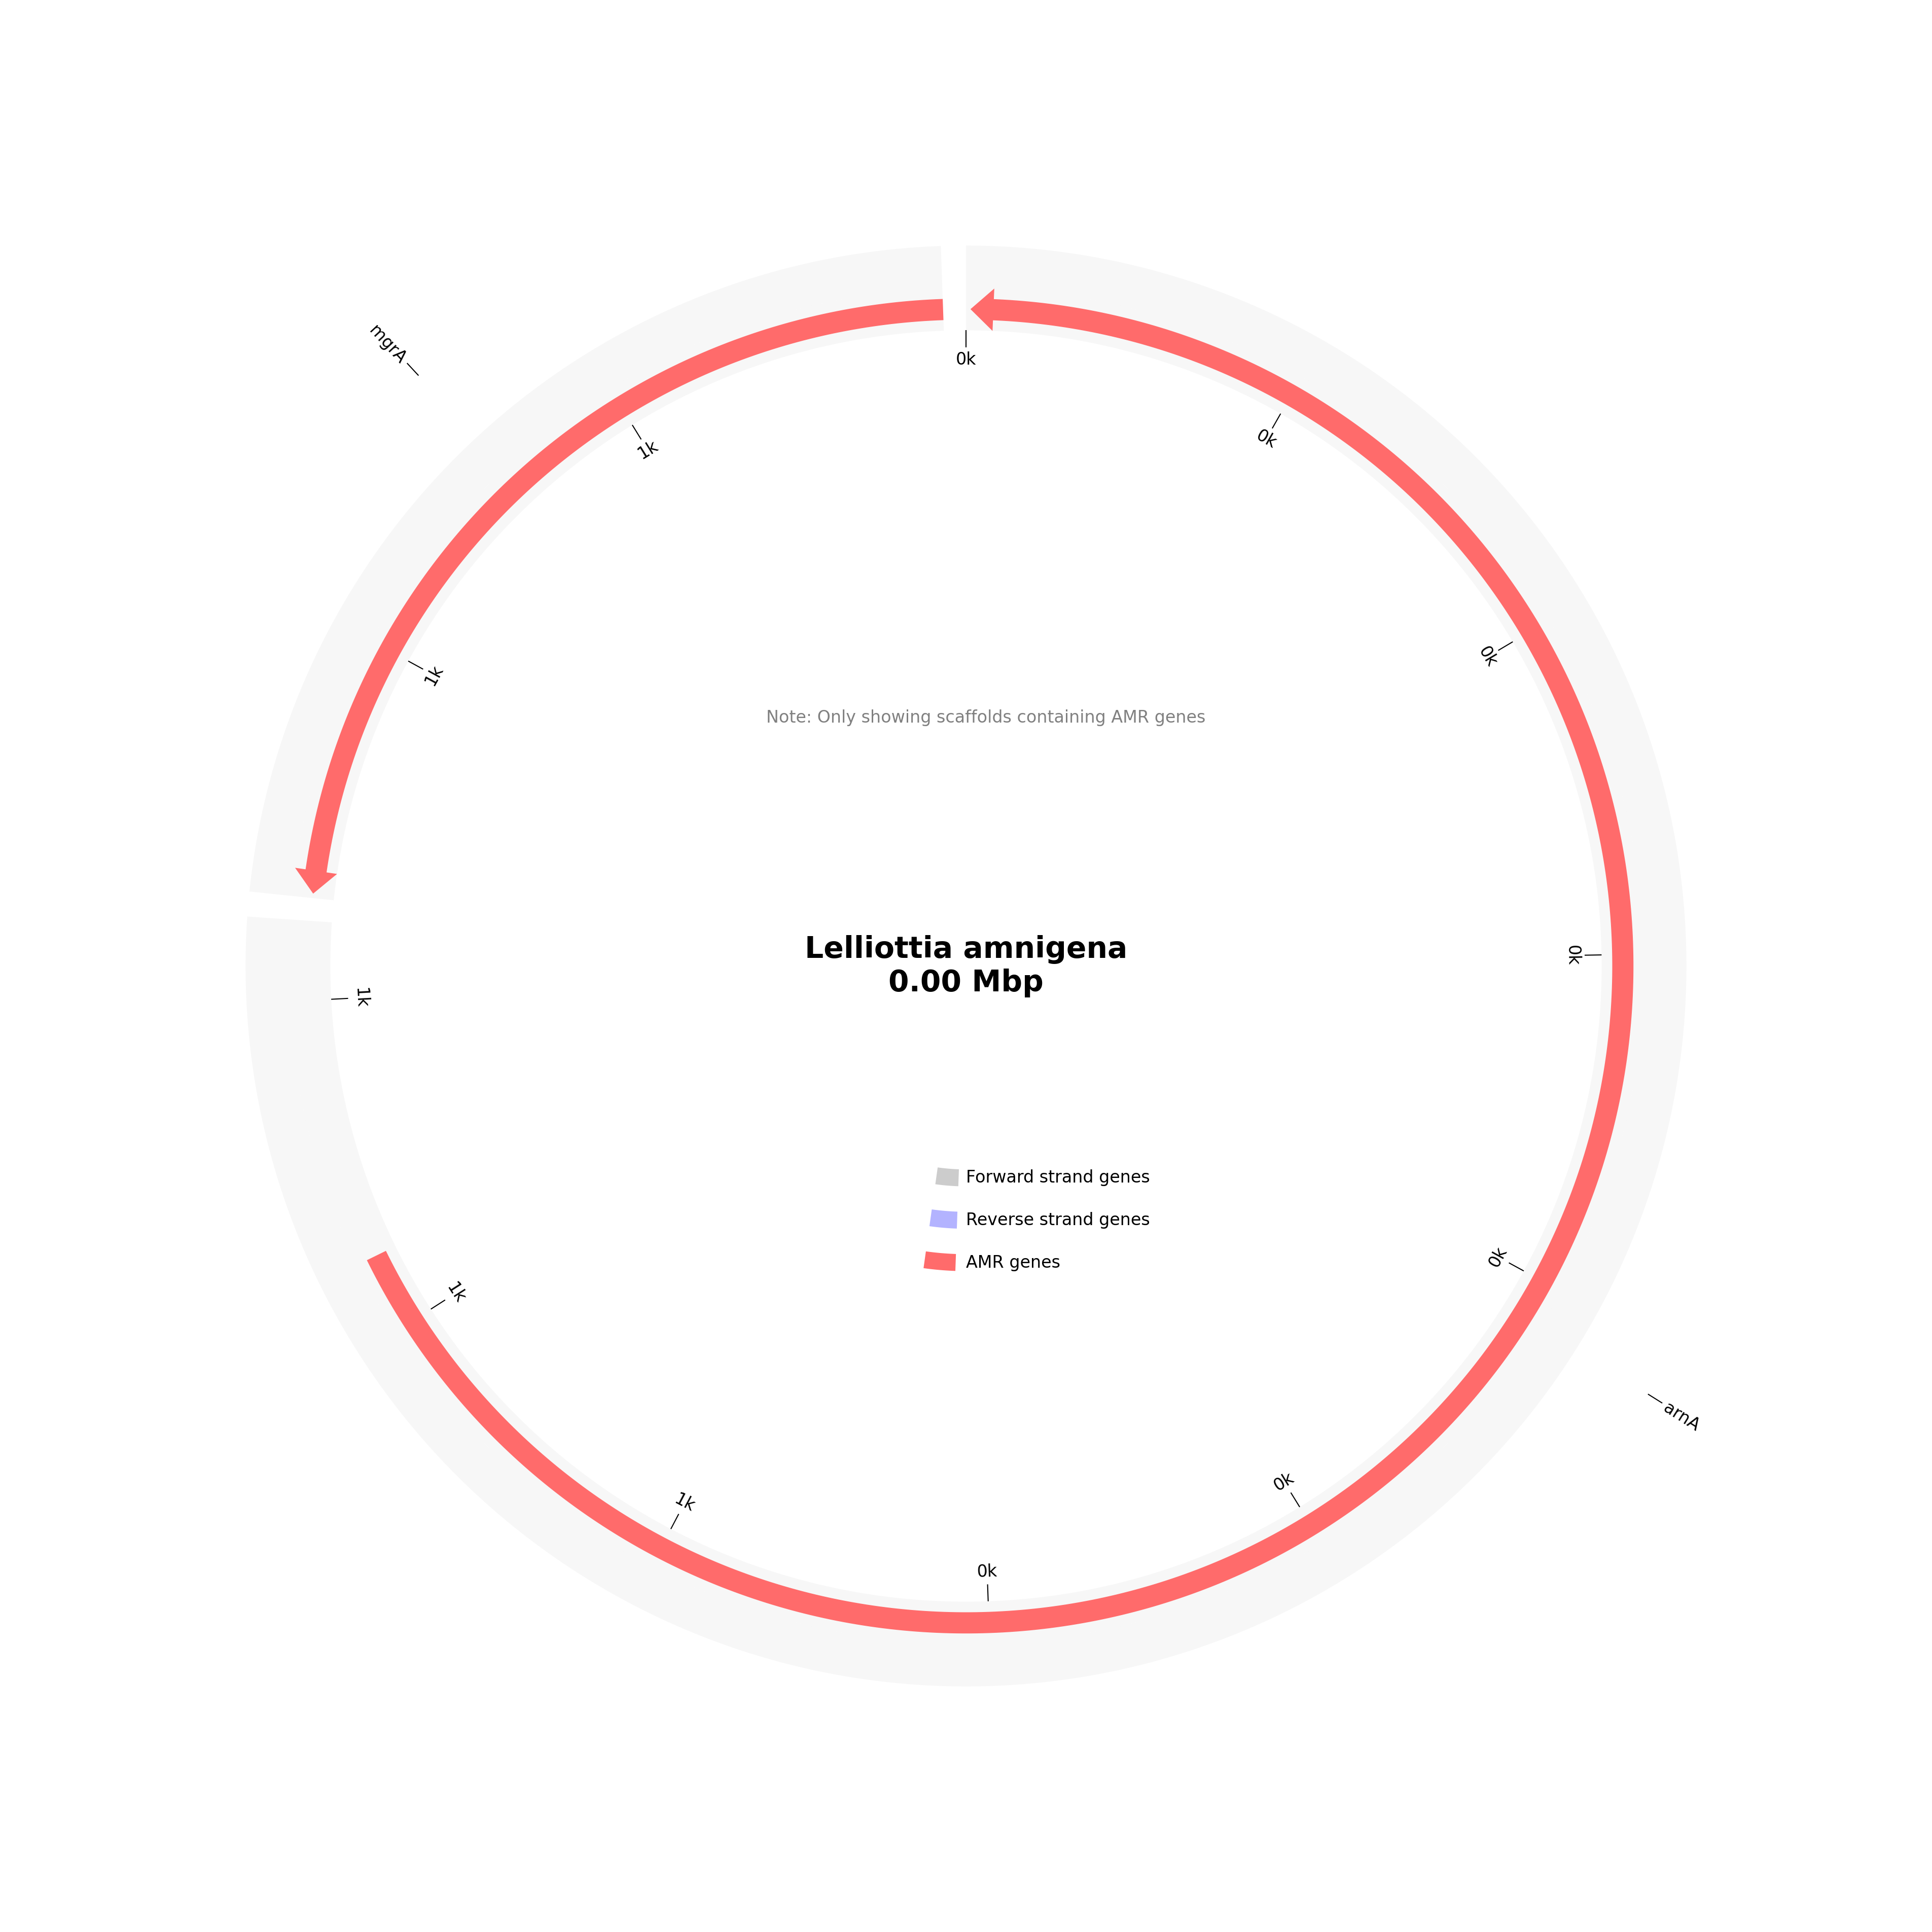 mgrA
0k
0k
1k
0k
1k
Note: Only showing scaffolds containing AMR genes
Lelliottia amnigena
0.00 Mbp
0k
1k
Forward strand genes
Reverse strand genes
AMR genes
0k
1k
arnA
0k
1k
0k